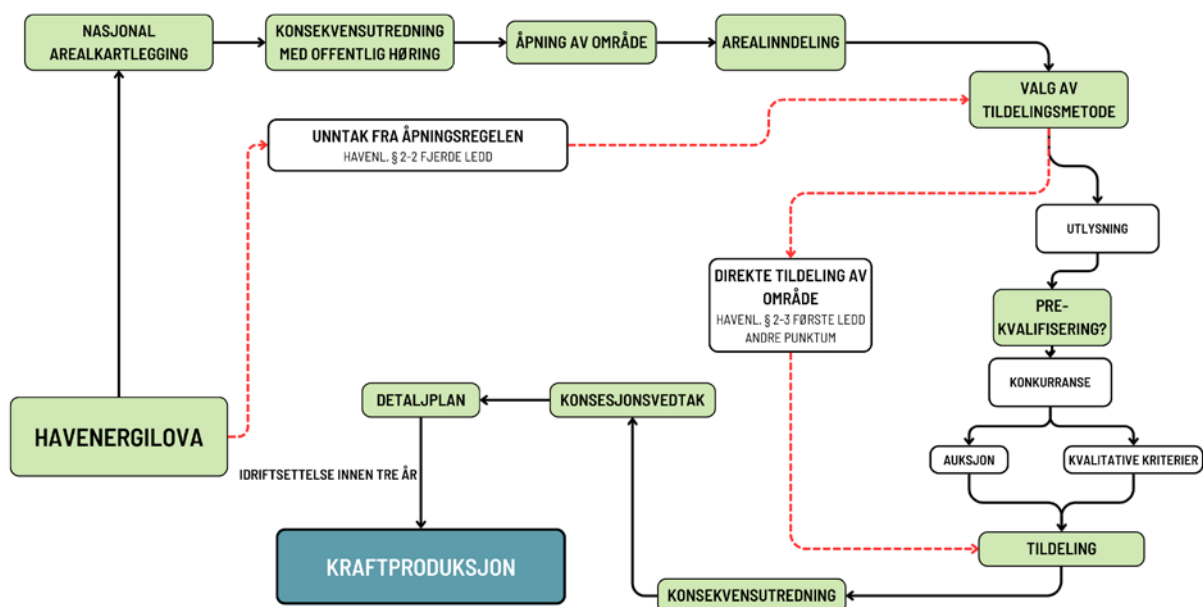 NASJONAL
AREALKARTLEGGING
KONSEKVENSUTREDNING
MED OFFENTLIG HØRING
ÅPNING AV OMRÅDE
AREALINNDELING
VALG AV
TILDELINGSMETODE
UNNTAK FRA ÅPNINGSREGELEN
HAVENL. § 2-2 FJERDE LEDD
UTLYSNING
DIREKTE TILDELING AV
OMRÅDE
HAVENL. § 2-3 FØRSTE LEDD
ANDRE PUNKTUM
PRE-
KVALIFISERING?
KONKURRANSE
AUKSJON
KVALITATIVE KRITERIER
TILDELING
KONSEKVENSUTREDNING
KONSESJONSVEDTAK
DETALJPLAN
HAVENERGILOVA
IDRIFTSETTELSE INNEN TRE ÅR
KRAFTPRODUKSJON